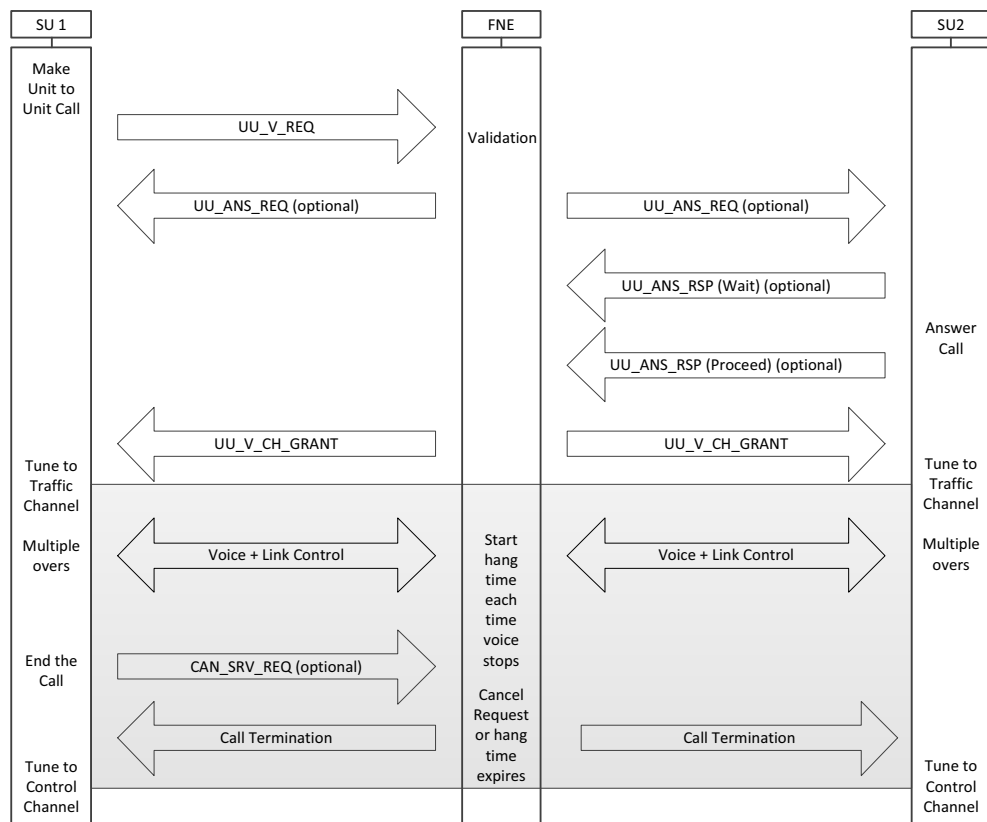 SU 1
FNE
SU2
Make
Unit to
Unit Call
UU_V_REQ
Validation
UU_ANS_REQ (optional)
UU_ANS_REQ (optional)
UU_ANS_RSP (Wait) (optional)
Answer
Call
UU_ANS_RSP (Proceed) (optional)
UU_V_CH_GRANT
UU_V_CH_GRANT
Tune to
Traffic
Channel
Tune to
Traffic
Channel
Multiple
overs
Voice + Link Control
Start
hang
time
each
time
voice
stops
Voice + Link Control
Multiple
overs
End the
Call
CAN_SRV_REQ (optional)
Cancel
Request
or hang
time
expires
Call Termination
Call Termination
Tune to
Control
Channel
Tune to
Control
Channel